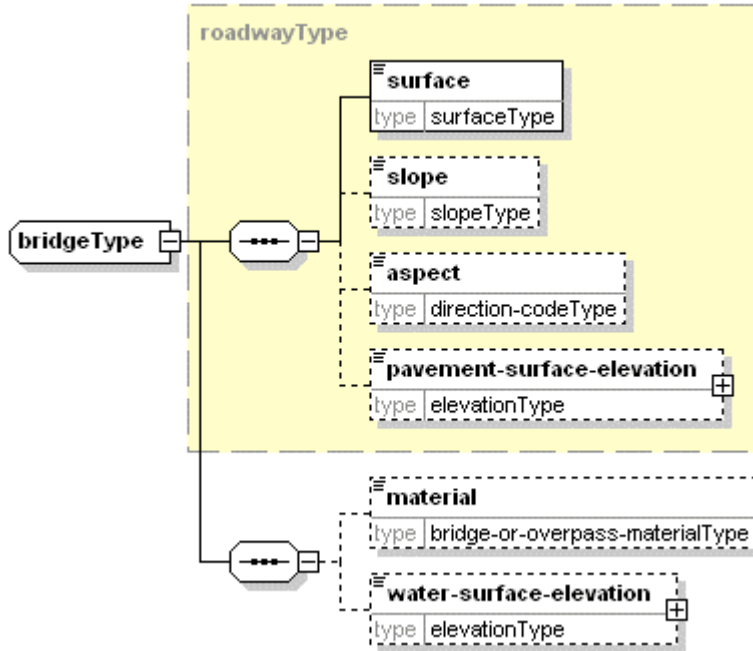 roadwayType
surface
type surfaceType
slope
type slopeType
bridgeType
aspect
type direction-codeType
pavement-surface-elevation
type elevationType
material
type bridge-or-overpass-materialType
water-surface-elevation
type elevationType